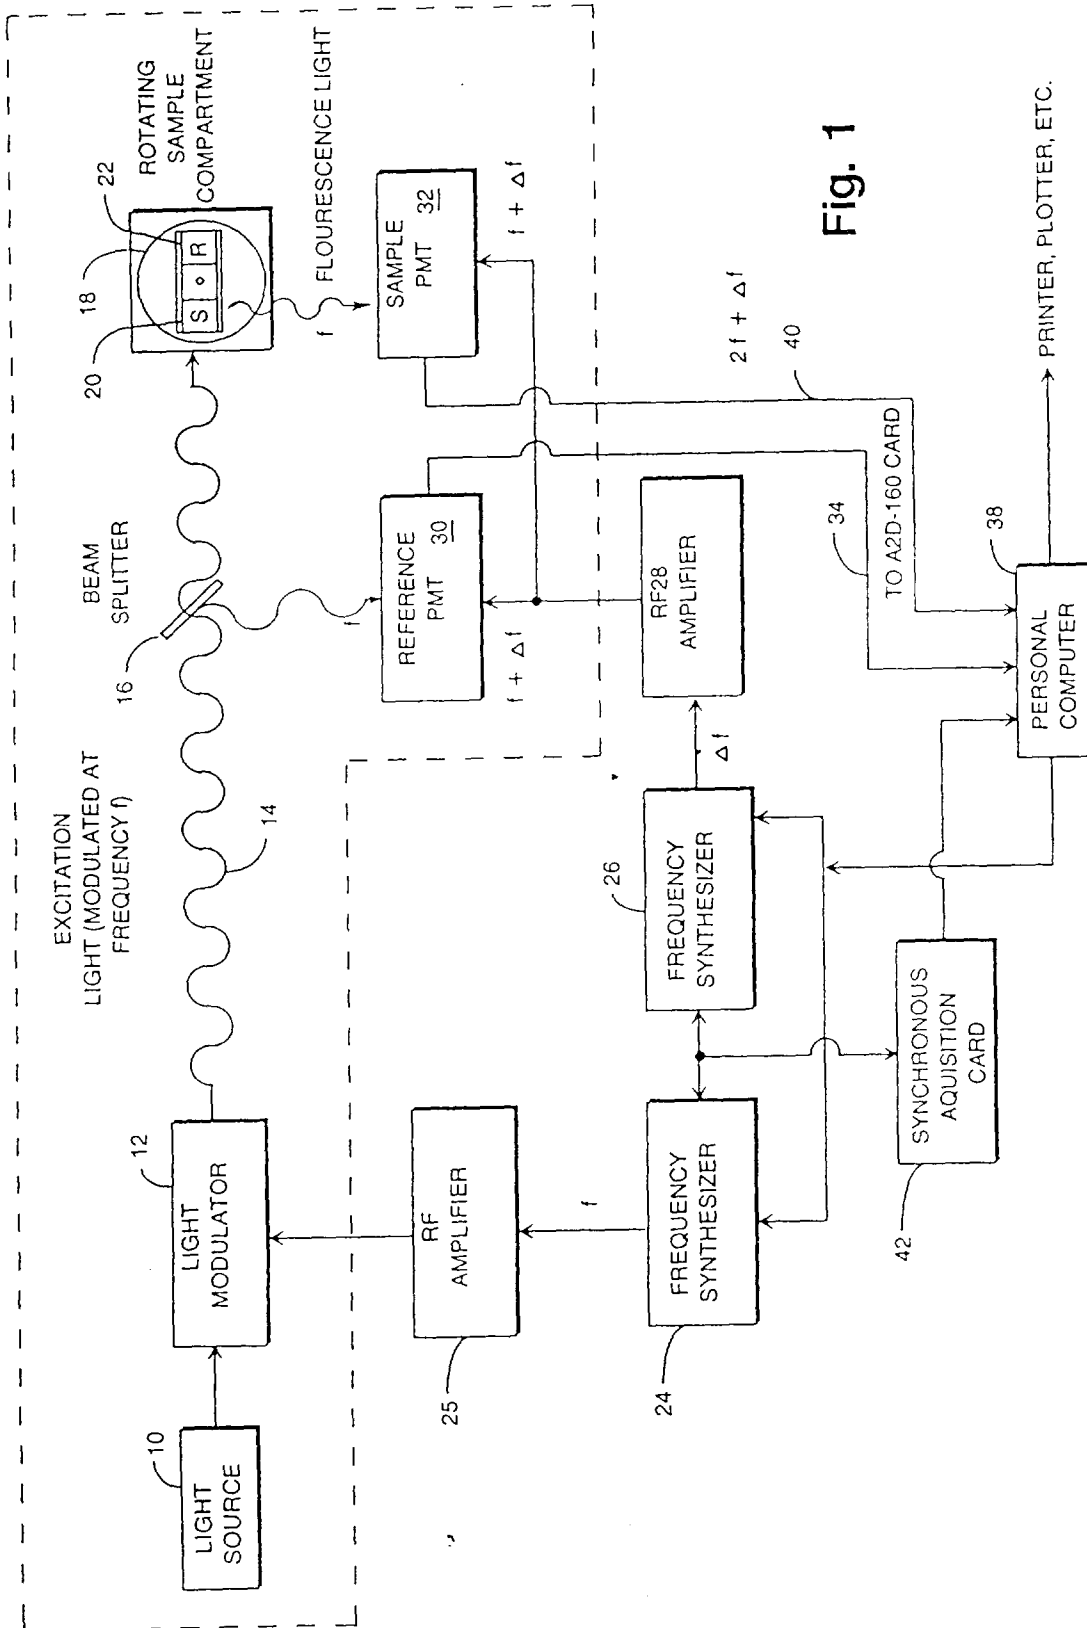 EXCITATION
LIGHT (MODULATED AT
FREQUENCY f)
BEAM
SPLITTER
ROTATING
SAMPLE
COMPARTMENT
10
LIGHT
SOURCE
12
LIGHT
MODULATOR
14
16
20
18
22
S
R
f
f
FLOURESCENCE LIGHT
REFERENCE
PMT
30
SAMPLE
PMT
32
f + Δf
f + Δf
25
RF
AMPLIFIER
f
24
FREQUENCY
SYNTHESIZER
26
FREQUENCY
SYNTHESIZER
Δf
RF28
AMPLIFIER
2f + Δf
40
34
TO A2D-160 CARD
42
SYNCHRONOUS
AQUISITION
CARD
38
PERSONAL
COMPUTER
PRINTER, PLOTTER, ETC.
Fig. 1